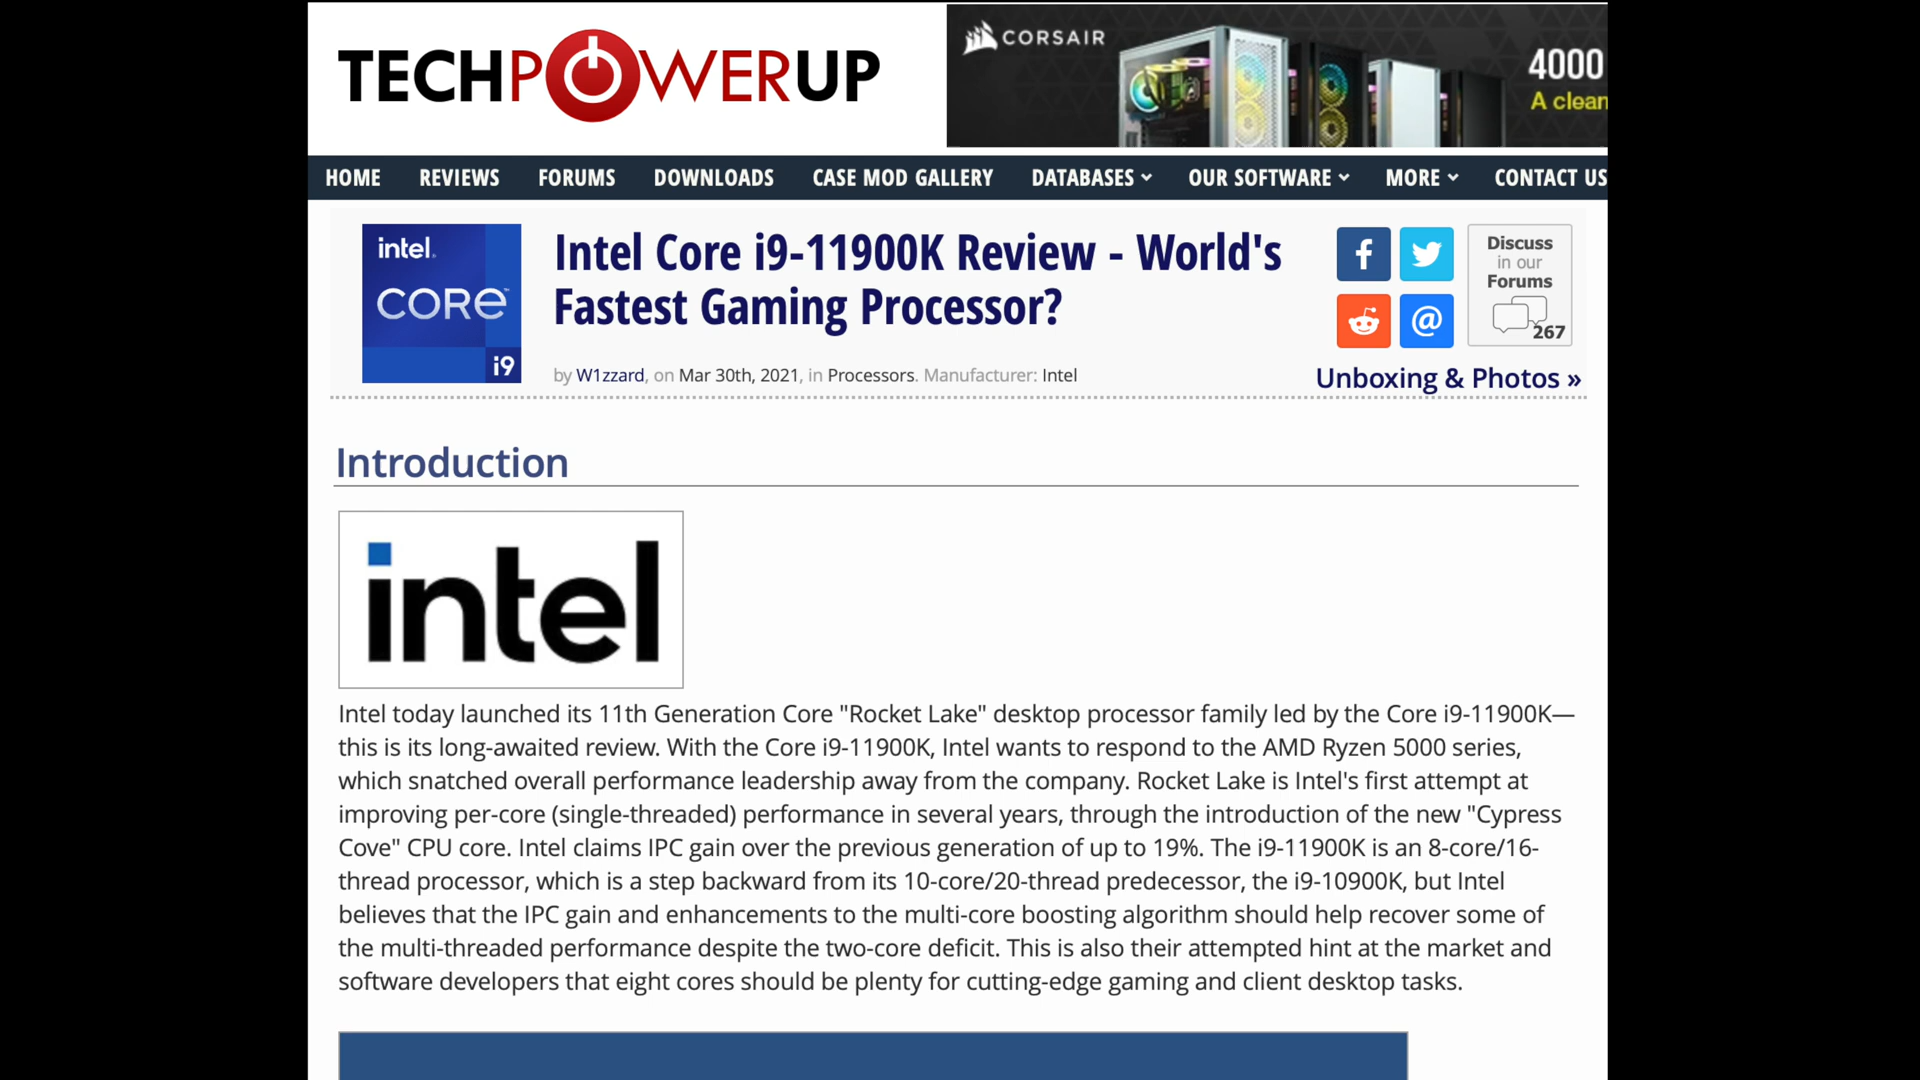 TECHPOWERUP
CORSAIR
4000
A clean
HOME REVIEWS FORUMS DOWNLOADS CASE MOD GALLERY DATABASES OUR SOFTWARE MORE CONTACT US
intel.
CORE
i9
Intel Core i9-11900K Review - World's
Fastest Gaming Processor?
by W1zzard, on Mar 30th, 2021, in Processors. Manufacturer: Intel
Discuss
in our
Forums
267
Unboxing & Photos »
Introduction
intel
Intel today launched its 11th Generation Core "Rocket Lake" desktop processor family led by the Core i9-11900K—
this is its long-awaited review. With the Core i9-11900K, Intel wants to respond to the AMD Ryzen 5000 series,
which snatched overall performance leadership away from the company. Rocket Lake is Intel's first attempt at
improving per-core (single-threaded) performance in several years, through the introduction of the new "Cypress
Cove" CPU core. Intel claims IPC gain over the previous generation of up to 19%. The i9-11900K is an 8-core/16-
thread processor, which is a step backward from its 10-core/20-thread predecessor, the i9-10900K, but Intel
believes that the IPC gain and enhancements to the multi-core boosting algorithm should help recover some of
the multi-threaded performance despite the two-core deficit. This is also their attempted hint at the market and
software developers that eight cores should be plenty for cutting-edge gaming and client desktop tasks.